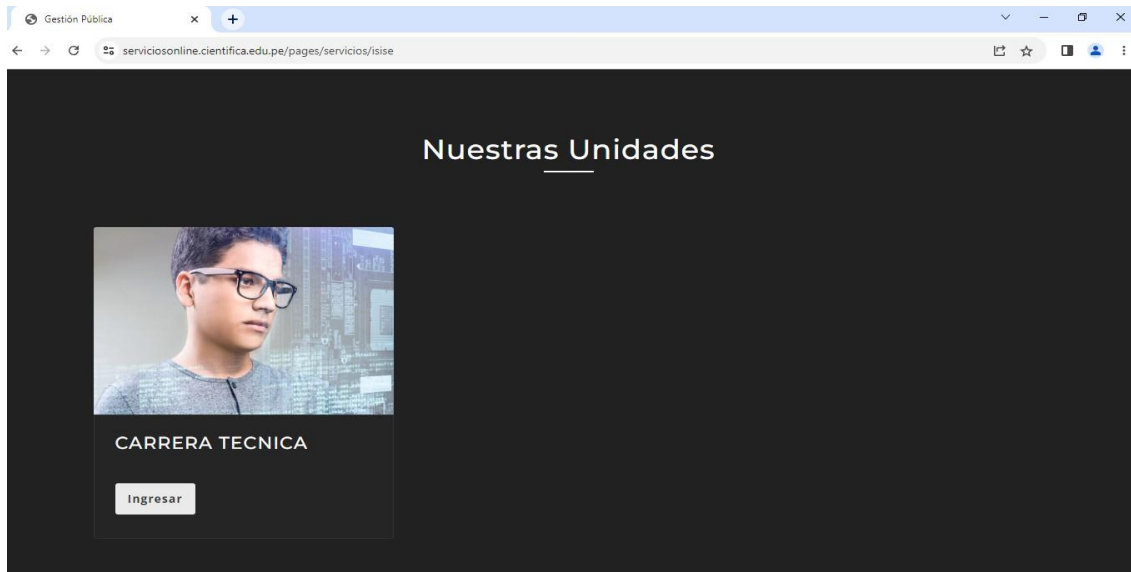 Gestión Pública
serviciosonline.cientifica.edu.pe/pages/servicios/isise
Nuestras Unidades
CARRERA TECNICA
Ingresar